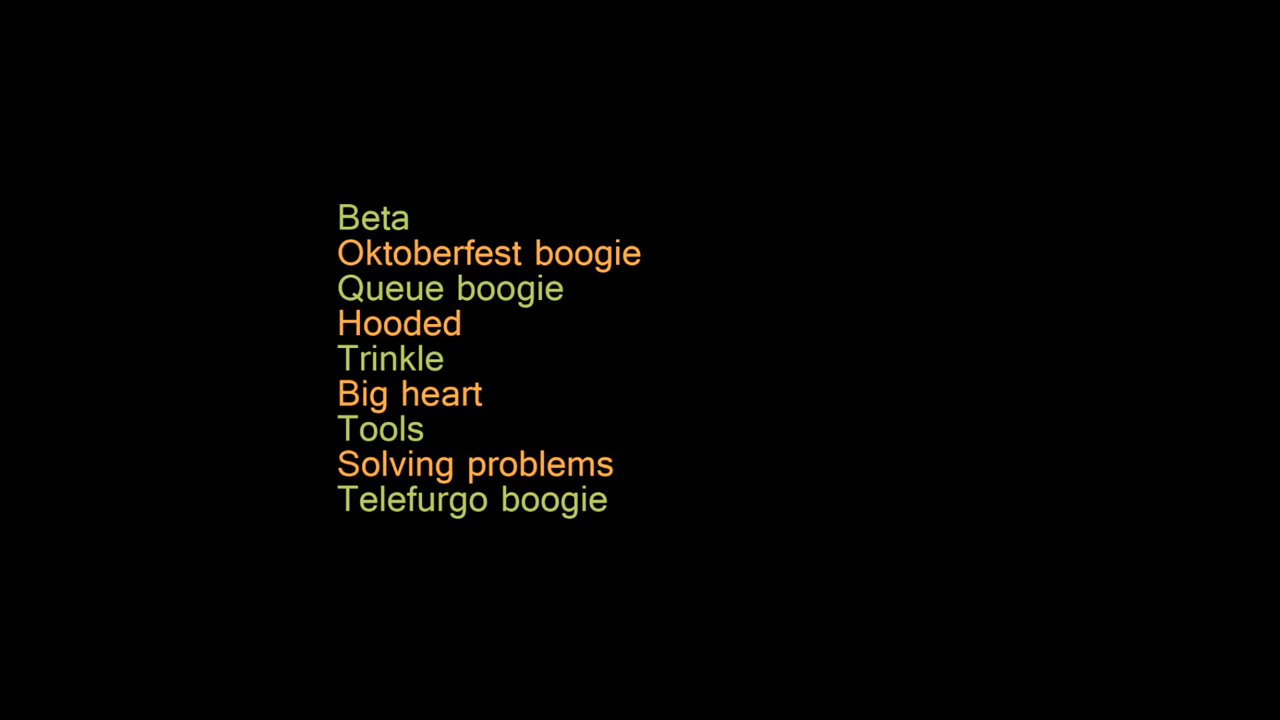 Beta
Oktoberfest boogie
Queue boogie
Hooded
Trinkle
Big heart
Tools
Solving problems
Telefurgo boogie